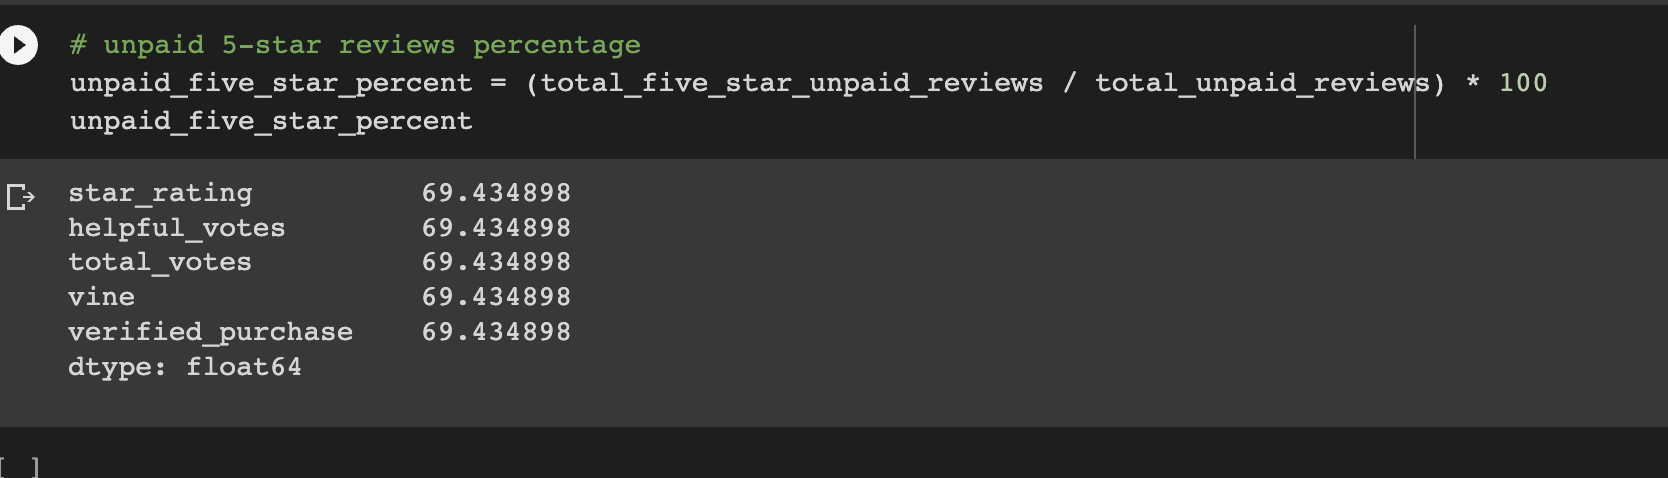 # unpaid 5-star reviews percentage
unpaid_five_star_percent = (total_five_star_unpaid_reviews / total_unpaid_reviews) * 100
unpaid_five_star_percent
star_rating 69.434898
helpful_votes 69.434898
total_votes 69.434898
vine 69.434898
verified_purchase 69.434898
dtype: float64
[ ]